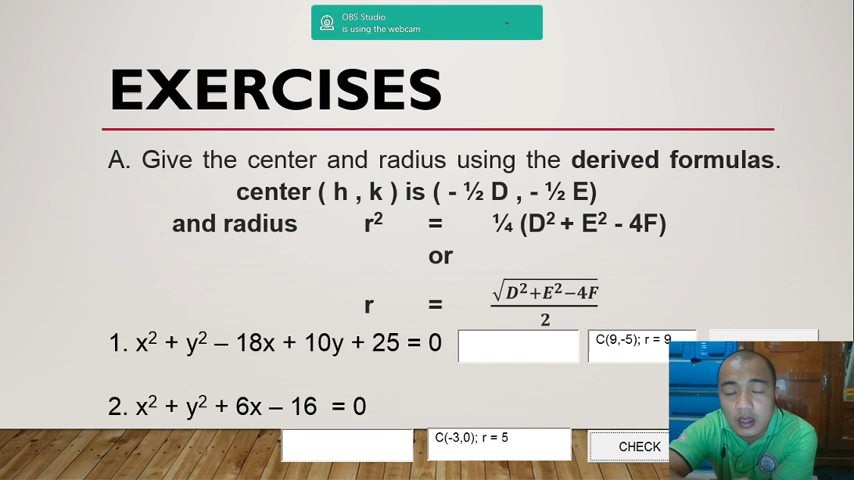 OBS Studio
is using the webcam
EXERCISES
A. Give the center and radius using the derived formulas.
center ( h , k ) is ( - ½ D , - ½ E)
and radius r² = ¼ (D² + E² - 4F)
or
r = √D²+E²−4F / 2
1. x² + y² – 18x + 10y + 25 = 0
C(9,-5); r = 9
2. x² + y² + 6x – 16 = 0
C(-3,0); r = 5
CHECK